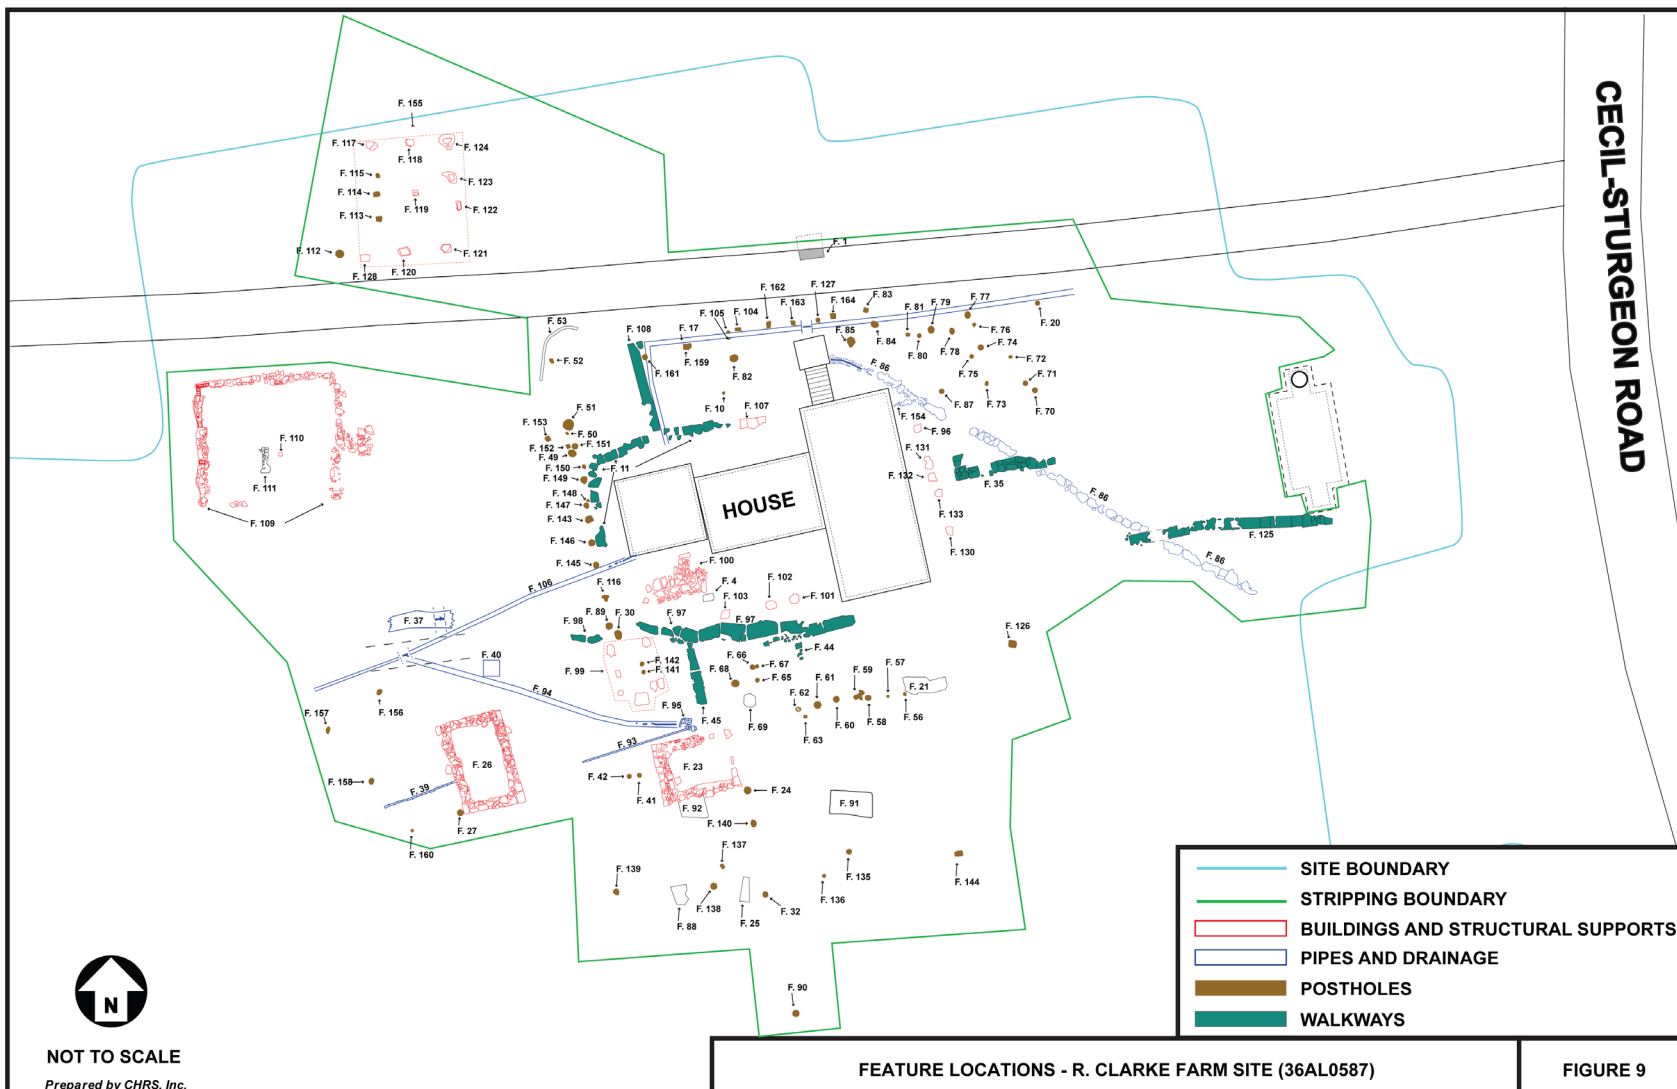 F. 155
F. 117
F. 118
F. 124
F. 115
F. 123
F. 114
F. 119
F. 122
F. 113
F. 112
F. 128
F. 120
F. 121
F. 1
CECIL-STURGEON ROAD
F. 53
F. 52
F. 108
F. 17
F. 105
F. 104
F. 162
F. 163
F. 127
F. 164
F. 83
F. 81
F. 79
F. 77
F. 20
F. 85
F. 84
F. 80
F. 78
F. 76
F. 74
F. 75
F. 72
F. 159
F. 161
F. 82
F. 86
F. 71
F. 70
F. 87
F. 73
F. 10
F. 107
F. 154
F. 96
F. 51
F. 153
F. 50
F. 152
F. 151
F. 49
F. 150
F. 11
F. 149
F. 148
F. 147
F. 143
F. 146
F. 145
F. 110
F. 111
F. 109
F. 131
F. 132
F. 133
F. 130
F. 35
F. 86
F. 125
F. 86
HOUSE
F. 100
F. 106
F. 116
F. 4
F. 103
F. 102
F. 101
F. 37
F. 89
F. 30
F. 97
F. 97
F. 98
F. 44
F. 126
F. 40
F. 99
F. 142
F. 141
F. 66
F. 67
F. 68
F. 65
F. 94
F. 95
F. 45
F. 69
F. 62
F. 61
F. 63
F. 60
F. 59
F. 58
F. 57
F. 56
F. 21
F. 157
F. 156
F. 158
F. 26
F. 39
F. 27
F. 160
F. 93
F. 23
F. 42
F. 41
F. 92
F. 24
F. 91
F. 140
F. 137
F. 139
F. 138
F. 88
F. 25
F. 32
F. 136
F. 135
F. 144
F. 90
SITE BOUNDARY
STRIPPING BOUNDARY
BUILDINGS AND STRUCTURAL SUPPORTS
PIPES AND DRAINAGE
POSTHOLES
WALKWAYS
N
NOT TO SCALE
Prepared by CHRS, Inc.
FEATURE LOCATIONS - R. CLARKE FARM SITE (36AL0587)
FIGURE 9